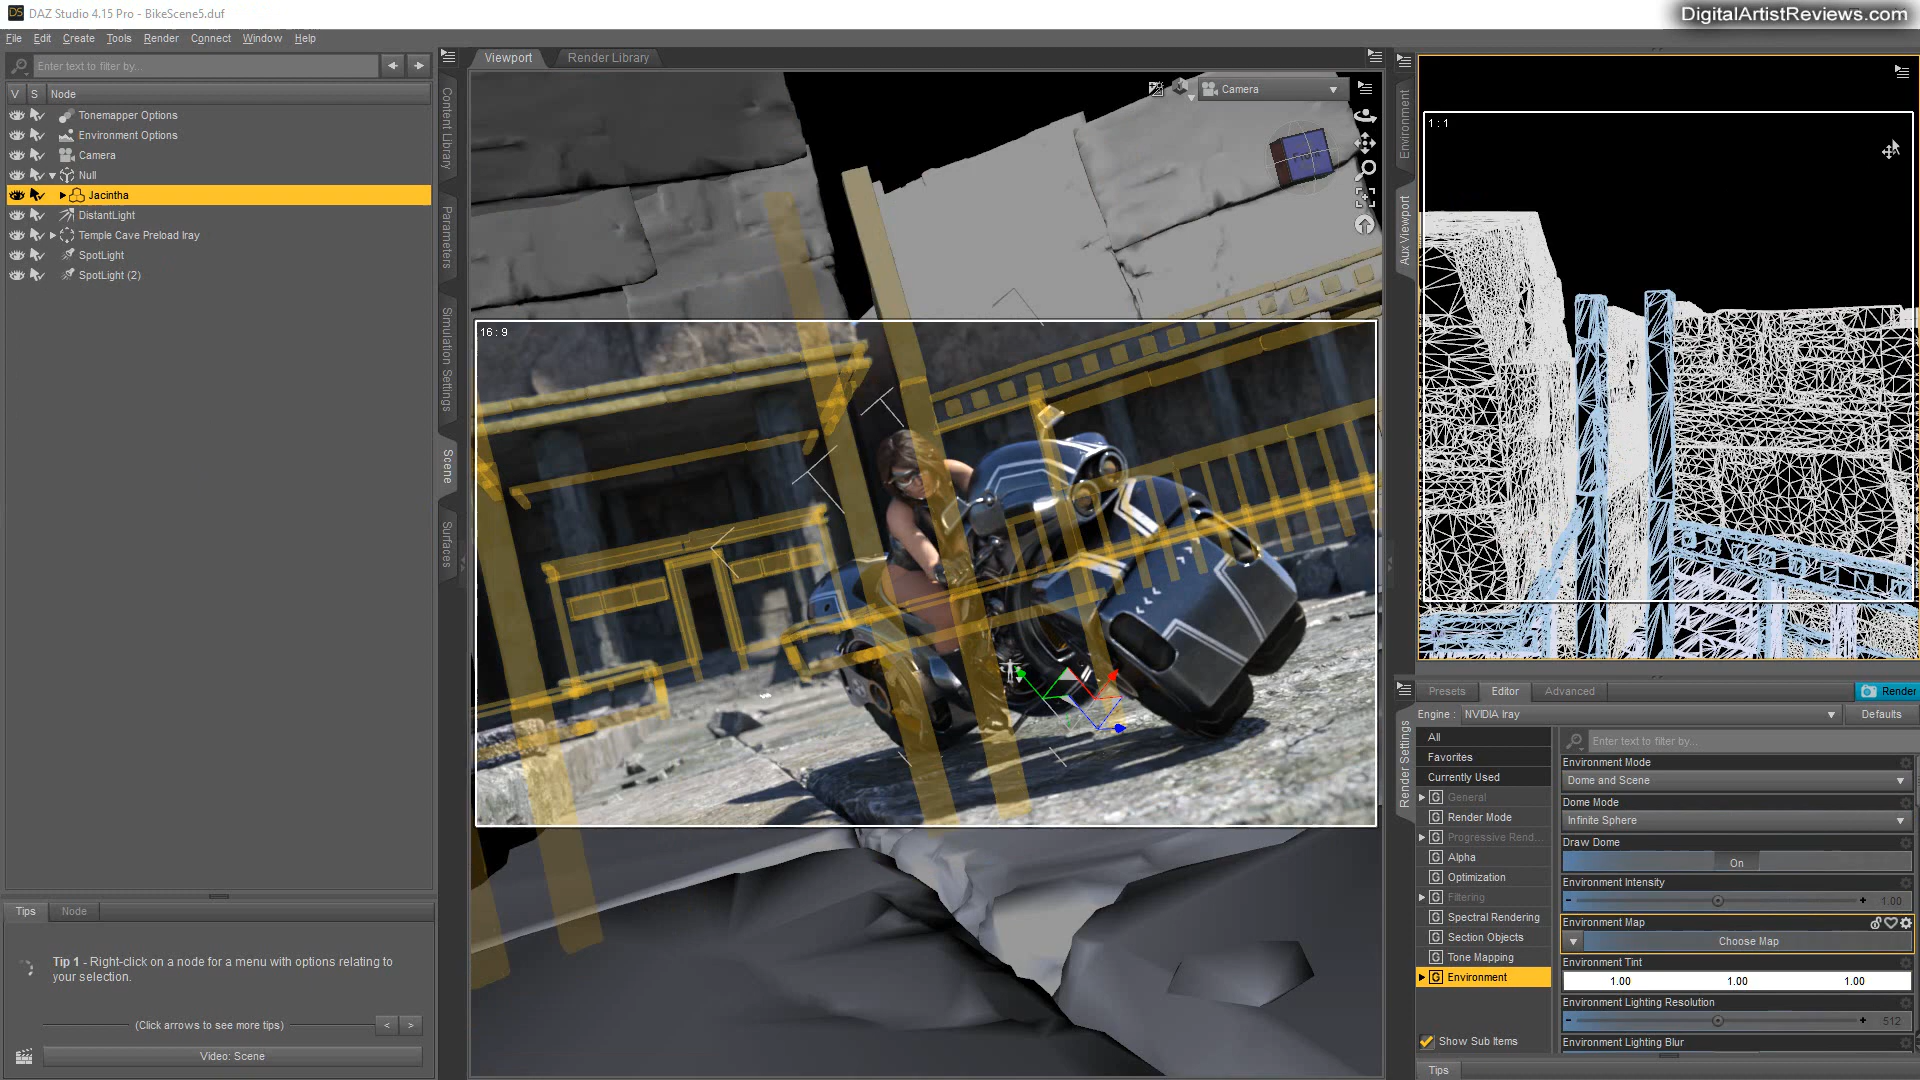 DAZ Studio 4.15 Pro - BikeScene5.duf
DigitalArtistReviews.com
File Edit Create Tools Render Connect Window Help
Enter text to filter by...
V S Node
Tonemapper Options
Environment Options
Camera
Null
Jacintha
DistantLight
Temple Cave Preload Iray
SpotLight
SpotLight (2)
Tips Node
Tip 1 - Right-click on a node for a menu with options relating to
your selection.
(Click arrows to see more tips)
< >
Video: Scene
Content Library
Parameters
Simulation Settings
Scene
Surfaces
Viewport Render Library
Camera
16 : 9
Environment
Aux Viewport
1 : 1
Render Settings
Presets Editor Advanced Render
Engine : NVIDIA Iray Defaults
All
Favorites
Currently Used
General
Render Mode
Progressive Rend...
Alpha
Optimization
Filtering
Spectral Rendering
Section Objects
Tone Mapping
Environment
Show Sub Items
Enter text to filter by...
Environment Mode
Dome and Scene
Dome Mode
Infinite Sphere
Draw Dome
On
Environment Intensity
1.00
Environment Map
Choose Map
Environment Tint
1.00 1.00 1.00
Environment Lighting Resolution
512
Environment Lighting Blur
Tips